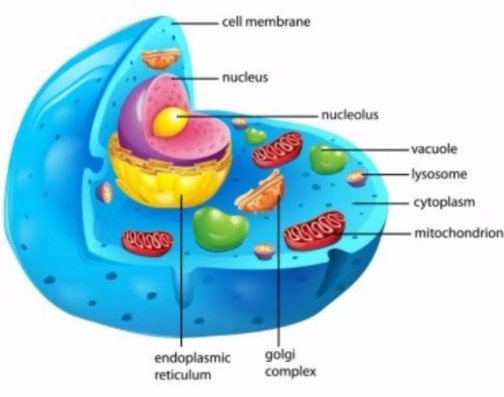 cell membrane
nucleus
nucleolus
vacuole
lysosome
cytoplasm
mitochondrion
endoplasmic
reticulum
golgi
complex